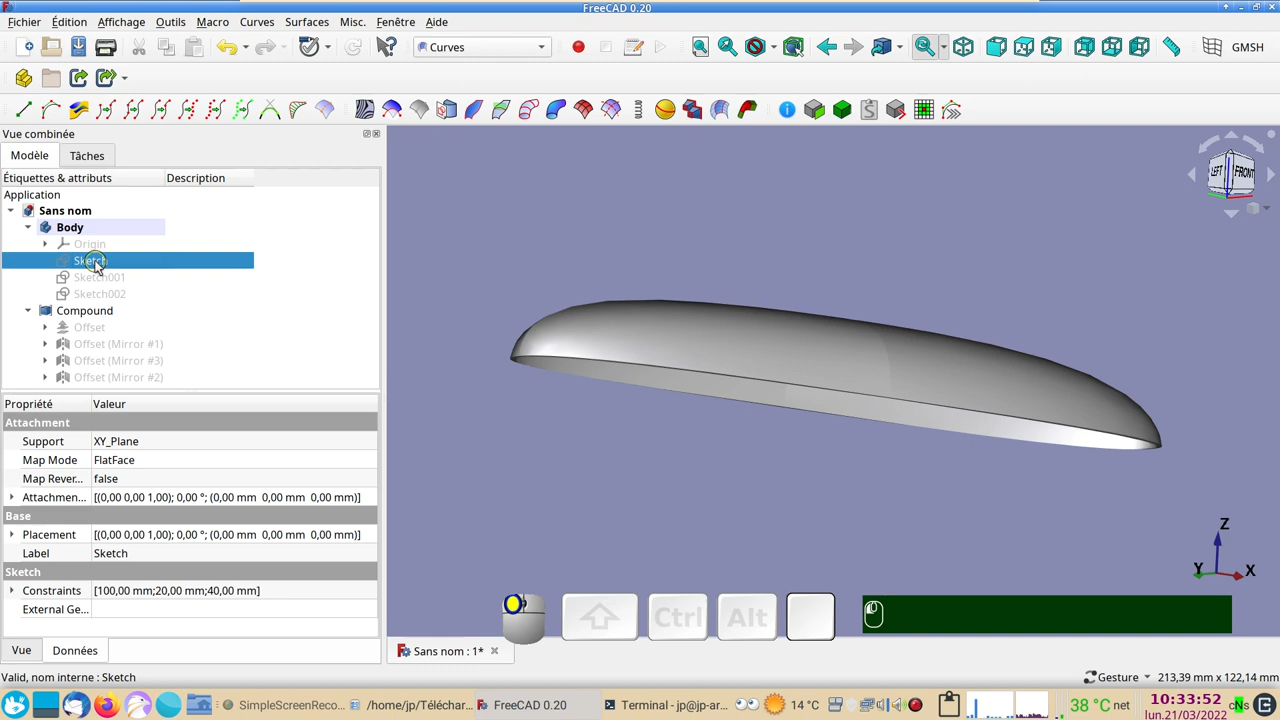 FreeCAD 0.20
Fichier Édition Affichage Outils Macro Curves Surfaces Misc. Fenêtre Aide
Curves
GMSH
Vue combinée
Modèle Tâches
Étiquettes & attributs Description
Application
Sans nom
Body
Origin
Sketch
Sketch001
Sketch002
Compound
Offset
Offset (Mirror #1)
Offset (Mirror #3)
Offset (Mirror #2)
Propriété Valeur
Attachment
Support XY_Plane
Map Mode FlatFace
Map Rever... false
Attachmen... [(0,00 0,00 1,00); 0,00 °; (0,00 mm 0,00 mm 0,00 mm)]
Base
Placement [(0,00 0,00 1,00); 0,00 °; (0,00 mm 0,00 mm 0,00 mm)]
Label Sketch
Sketch
Constraints [100,00 mm;20,00 mm;40,00 mm]
External Ge...
Vue Données
LEFT FRONT
Z
Y X
Ctrl Alt
Sans nom : 1*
Valid, nom interne : Sketch
Gesture 213,39 mm x 122,14 mm
SimpleScreenReco... /home/jp/Téléchar... FreeCAD 0.20 Terminal - jp@jp-ar... 14 °C 38 °C net 10:33:52
lun.21/03/2022